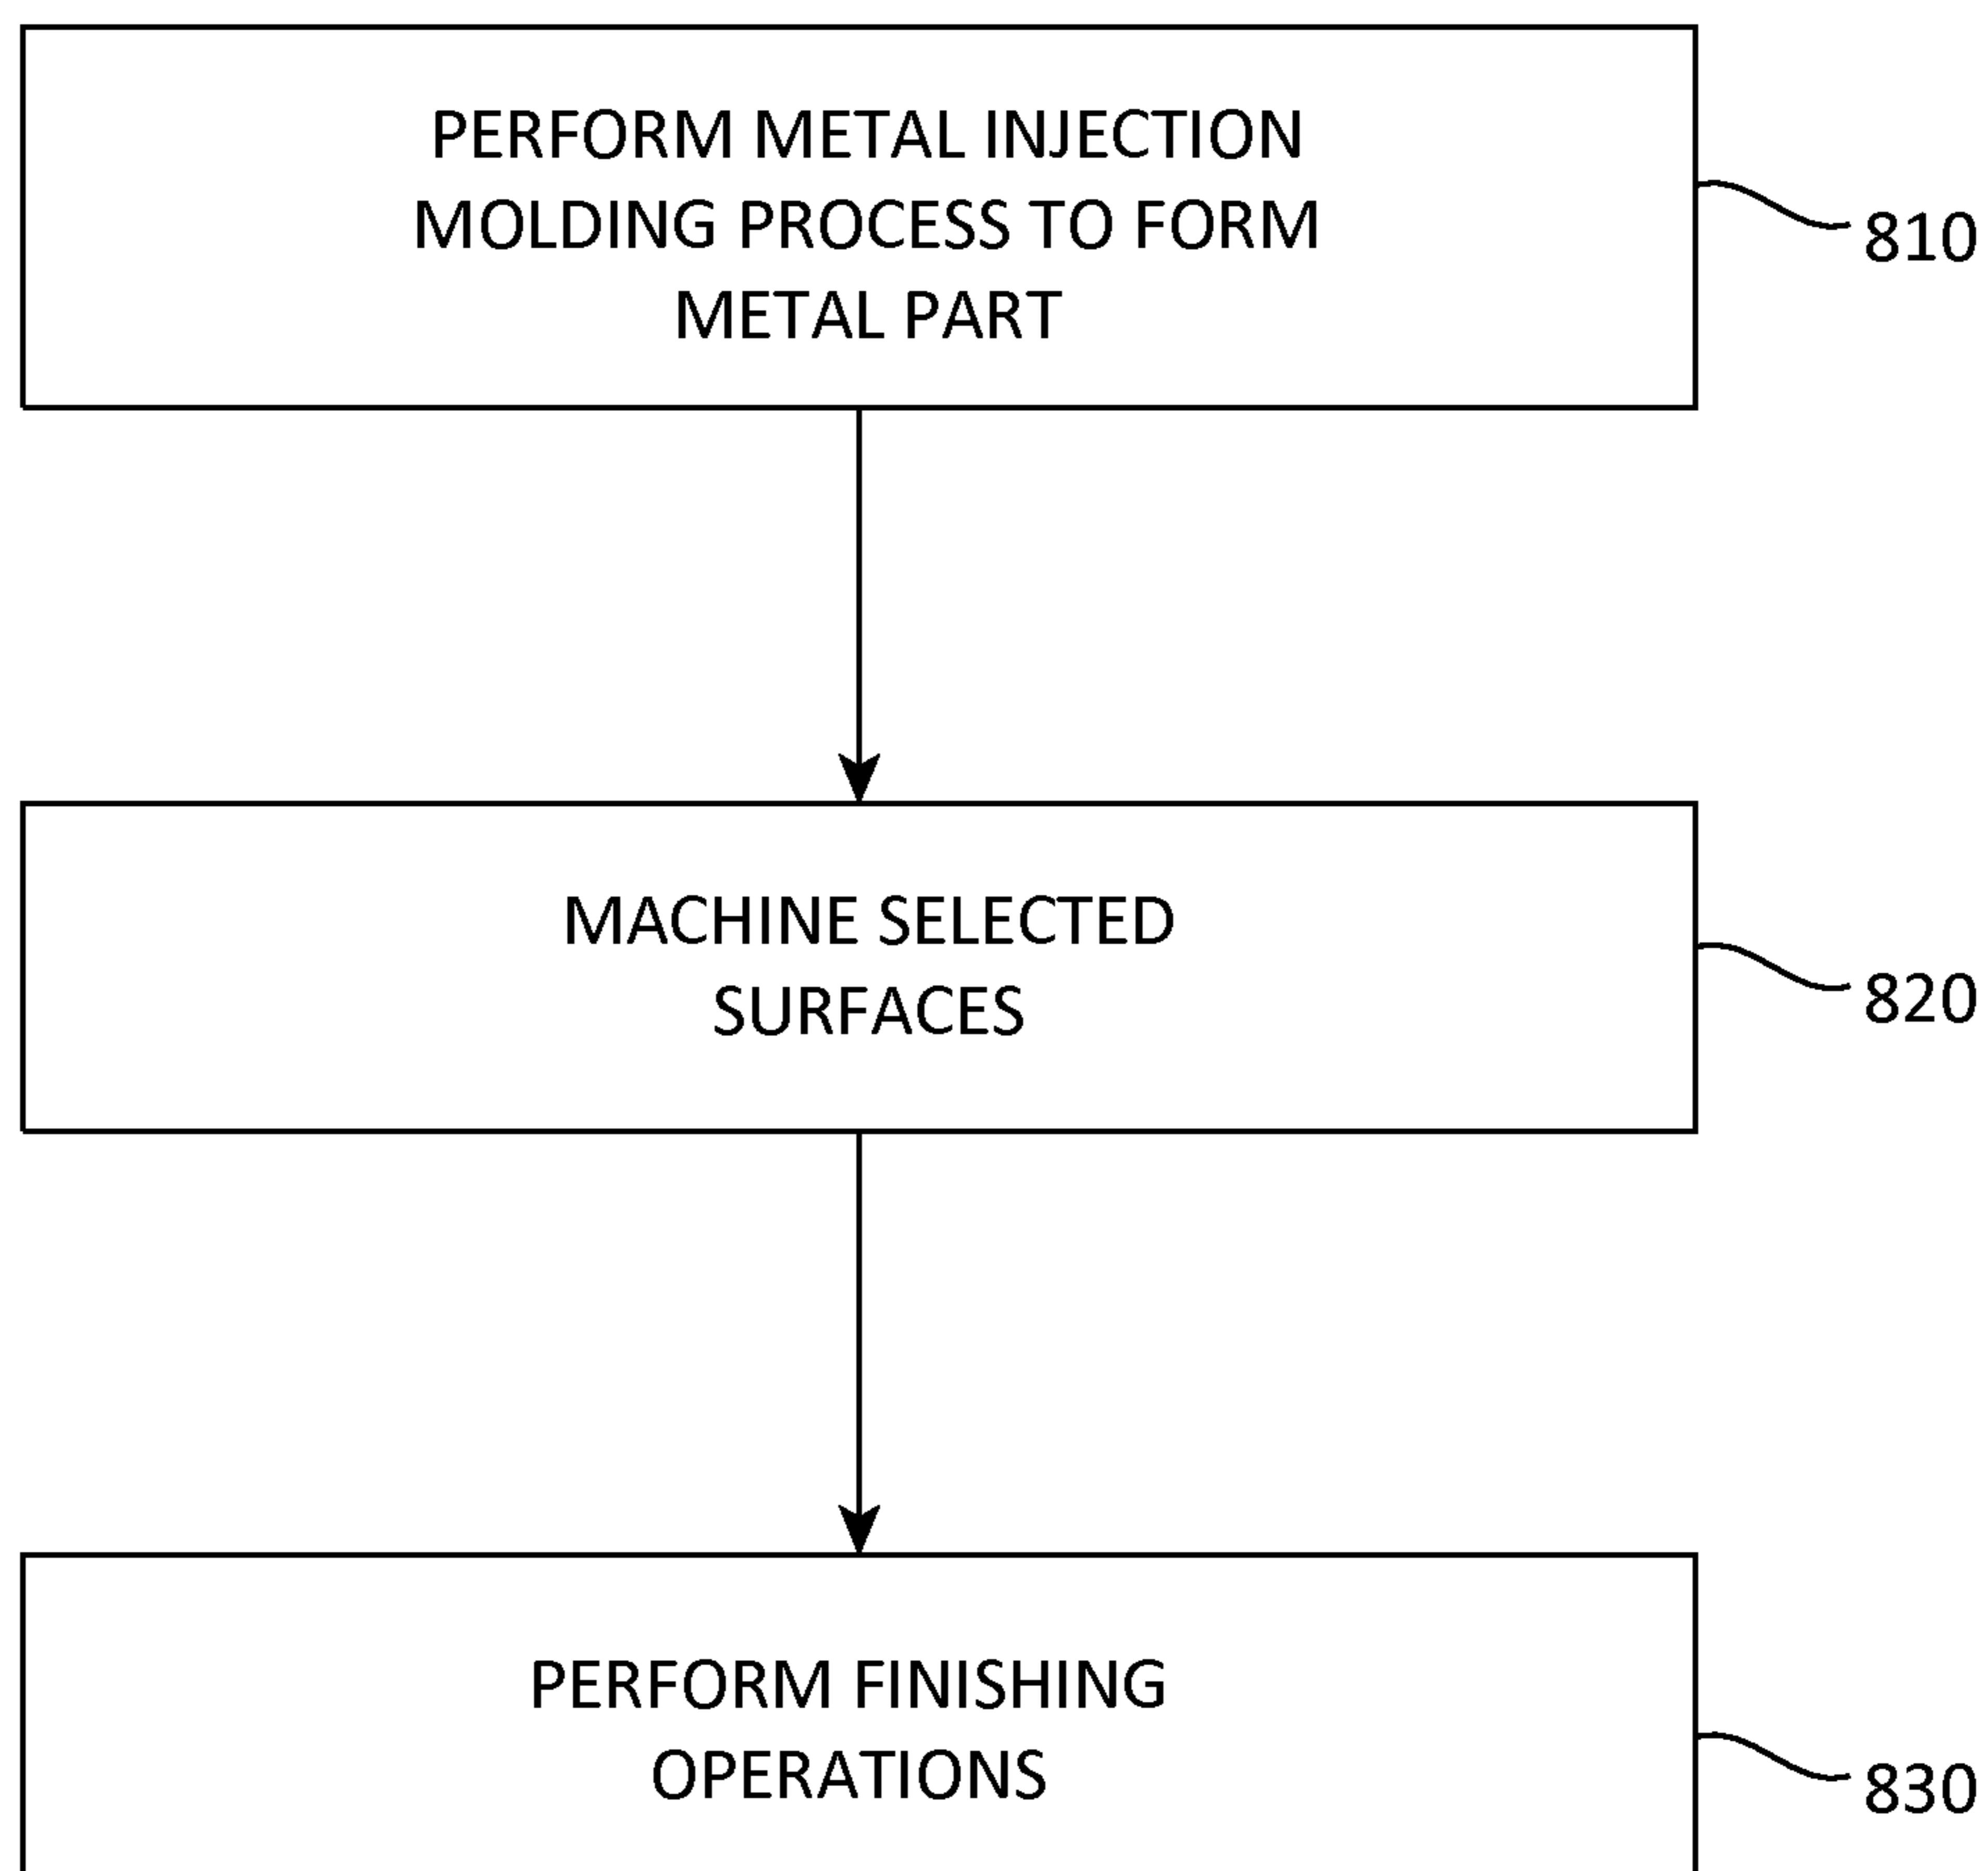 PERFORM METAL INJECTION
MOLDING PROCESS TO FORM
METAL PART
810
MACHINE SELECTED
SURFACES
820
PERFORM FINISHING
OPERATIONS
830